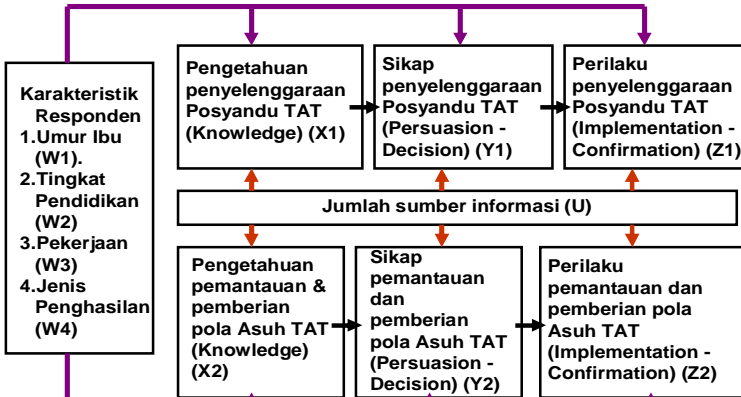 Karakteristik
Responden
1.Umur Ibu
(W1).
2.Tingkat
Pendidikan
(W2)
3.Pekerjaan
(W3)
4.Jenis
Penghasilan
(W4)
Pengetahuan
penyelenggaraan
Posyandu TAT
(Knowledge) (X1)
Sikap
penyelenggaraan
Posyandu TAT
(Persuasion -
Decision) (Y1)
Perilaku
penyelenggaraan
Posyandu TAT
(Implementation -
Confirmation) (Z1)
Jumlah sumber informasi (U)
Pengetahuan
pemantauan &
pemberian
pola Asuh TAT
(Knowledge)
(X2)
Sikap
pemantauan
dan
pemberian
pola Asuh TAT
(Persuasion -
Decision) (Y2)
Perilaku
pemantauan dan
pemberian pola
Asuh TAT
(Implementation -
Confirmation) (Z2)